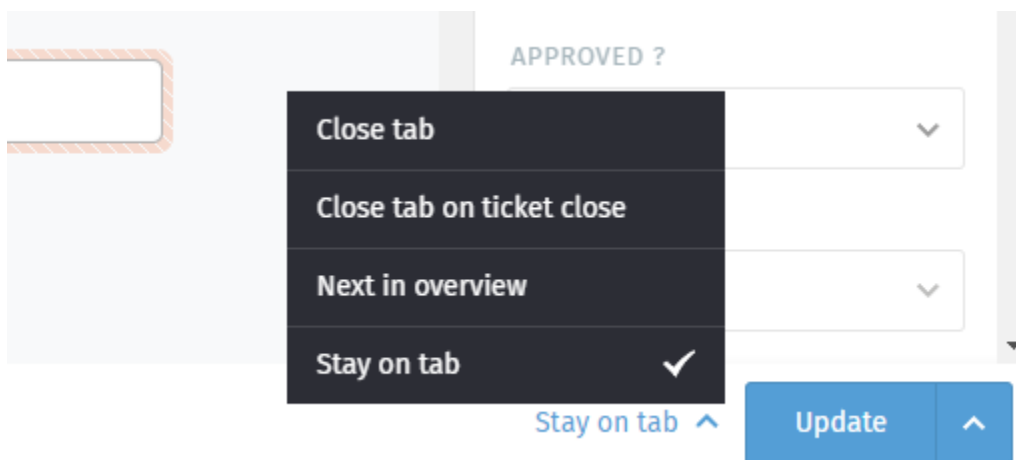 APPROVED ?
Close tab
Close tab on ticket close
Next in overview
Stay on tab
Stay on tab
Update